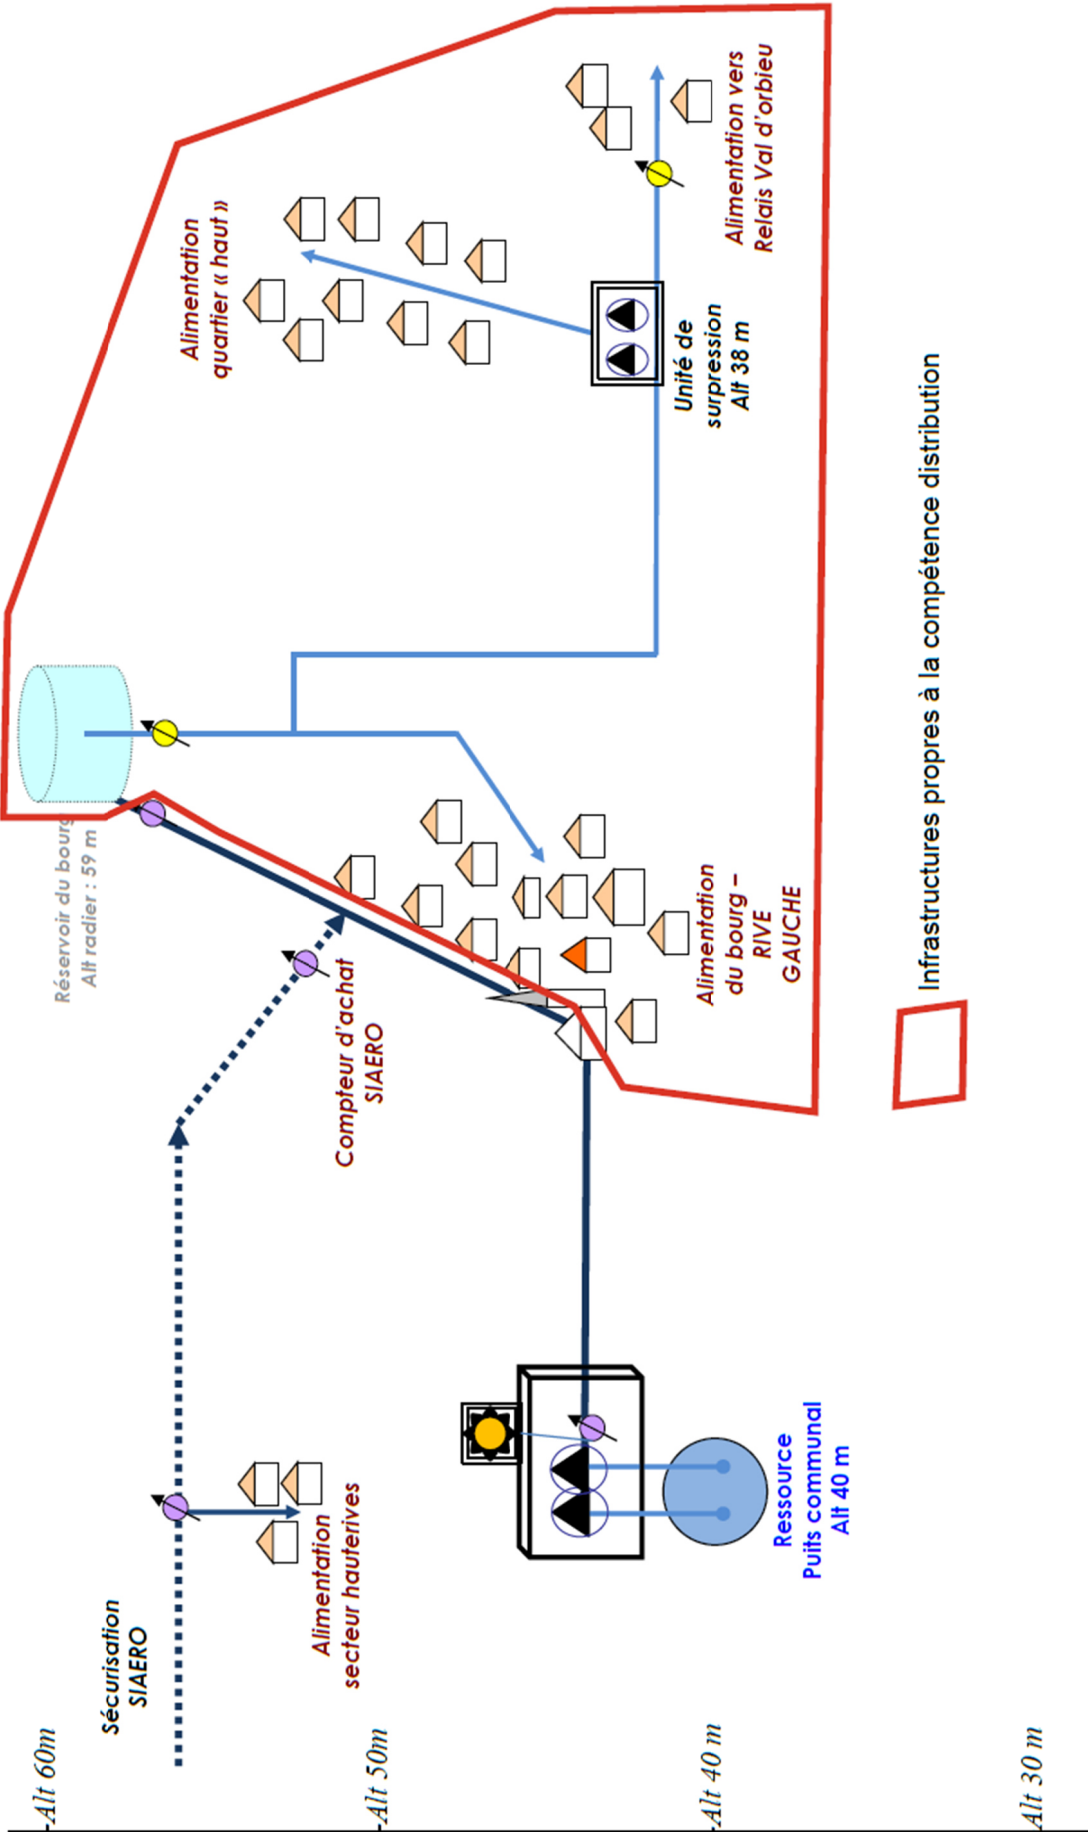 Alt 60m
Alt 50m
Alt 40 m
Alt 30 m
Sécurisation
SIAERO
Alimentation
secteur hauterives
Ressource
Puits communal
Alt 40 m
Compteur d'achat
SIAERO
Réservoir du bourg
Alt radier : 59 m
Alimentation
du bourg –
RIVE
GAUCHE
Alimentation
quartier « haut »
Unité de
surpression
Alt 38 m
Alimentation vers
Relais Val d'orbieu
Infrastructures propres à la compétence distribution